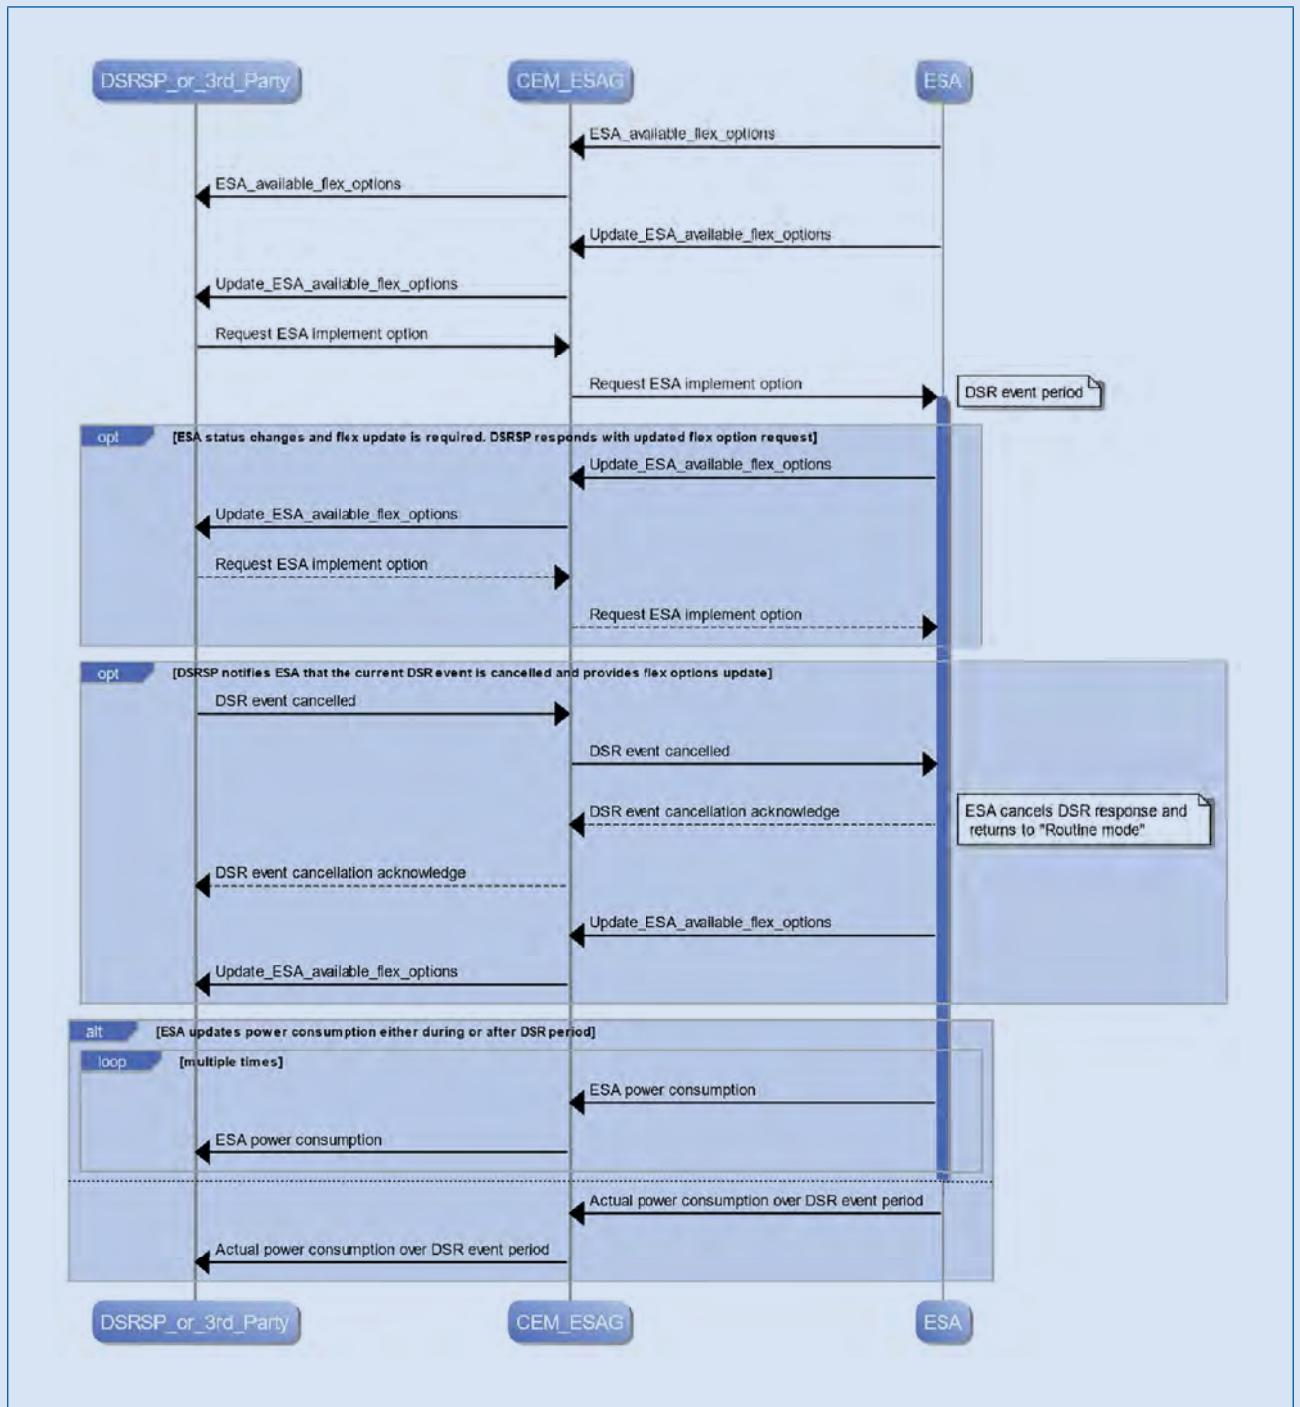 DSRSP_or_3rd_Party
CEM_ESAG
ESA
ESA_available_flex_options
ESA_available_flex_options
Update_ESA_available_flex_options
Update_ESA_available_flex_options
Request ESA implement option
Request ESA implement option
DSR event period
opt
[ESA status changes and flex update is required. DSRSP responds with updated flex option request]
Update_ESA_available_flex_options
Update_ESA_available_flex_options
Request ESA implement option
Request ESA implement option
opt
[DSRSP notifies ESA that the current DSR event is cancelled and provides flex options update]
DSR event cancelled
DSR event cancelled
DSR event cancellation acknowledge
ESA cancels DSR response and
returns to "Routine mode"
DSR event cancellation acknowledge
Update_ESA_available_flex_options
Update_ESA_available_flex_options
alt
[ESA updates power consumption either during or after DSR period]
loop
[multiple times]
ESA power consumption
ESA power consumption
Actual power consumption over DSR event period
Actual power consumption over DSR event period
DSRSP_or_3rd_Party
CEM_ESAG
ESA